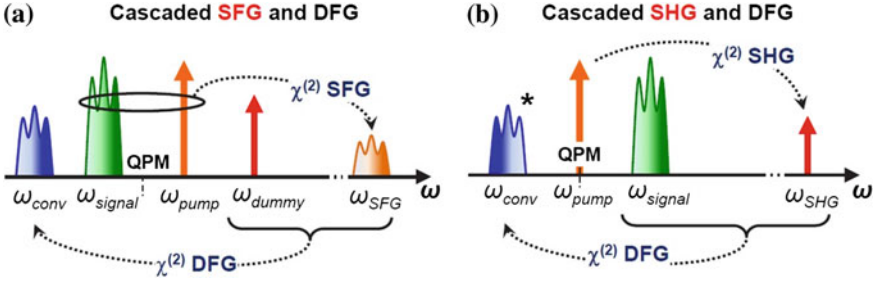 (a) Cascaded SFG and DFG
χ(2) SFG
QPM
ωconv ωsignal ωpump ωdummy ωSFG ω
χ(2) DFG
(b) Cascaded SHG and DFG
χ(2) SHG
*
QPM
ωconv ωpump ωsignal ωSHG ω
χ(2) DFG